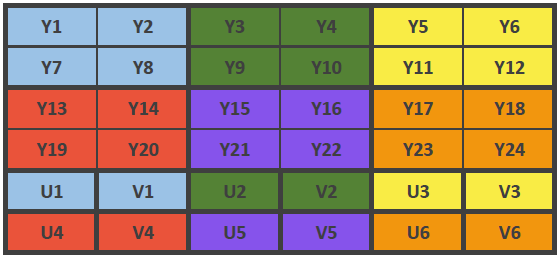 Y1 Y2 Y3 Y4 Y5 Y6
Y7 Y8 Y9 Y10 Y11 Y12
Y13 Y14 Y15 Y16 Y17 Y18
Y19 Y20 Y21 Y22 Y23 Y24
U1 V1 U2 V2 U3 V3
U4 V4 U5 V5 U6 V6